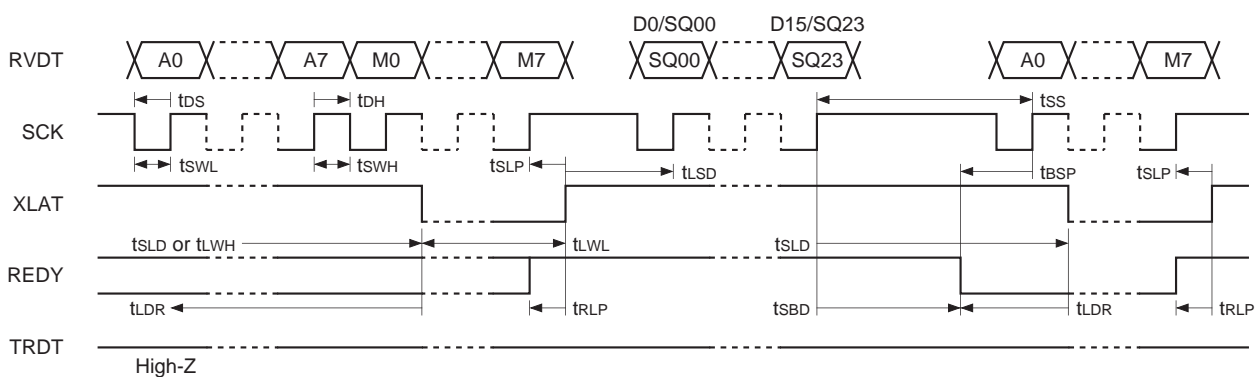 D0/SQ00 D15/SQ23
RVDT A0 A7 M0 M7 SQ00 SQ23 A0 M7
tDS tDH tSS
SCK
tSWL tSWH tSLP tLSD tBSP tSLP
XLAT
tSLD or tLWH tLWL tSLD
REDY
tLDR tRLP tSBD tLDR tRLP
TRDT
High-Z